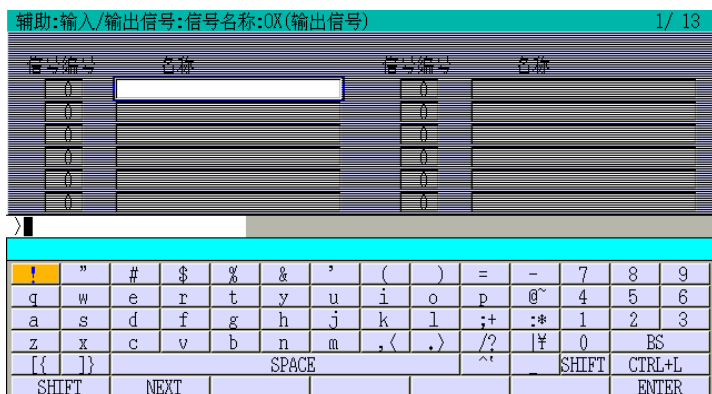 辅助:输入/输出信号:信号名称:OX(输出信号) 1/ 13
信号编号 名称 信号编号 名称
0 0
0 0
0 0
0 0
0 0
0 0
>
! " # $ % & ' ( ) = - 7 8 9
q w e r t y u i o p @~ 4 5 6
a s d f g h j k l ;+ :* 1 2 3
z x c v b n m ,< .> /? |¥ 0 BS
[{ ]} SPACE ^' _ SHIFT CTRL+L
SHIFT NEXT ENTER